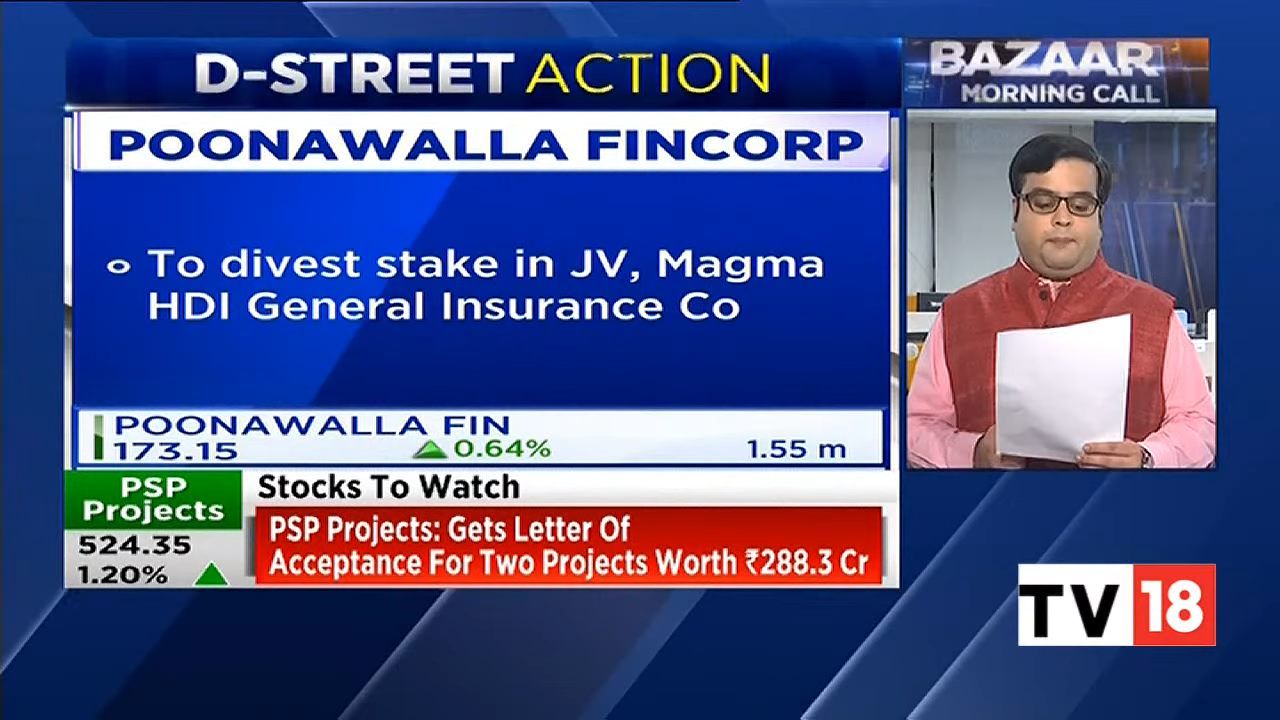 D-STREET ACTION
BAZAAR
MORNING CALL
POONAWALLA FINCORP
To divest stake in JV, Magma
HDI General Insurance Co
POONAWALLA FIN
173.15 0.64% 1.55 m
PSP
Projects
524.35
1.20%
Stocks To Watch
PSP Projects: Gets Letter Of
Acceptance For Two Projects Worth ₹288.3 Cr
TV18